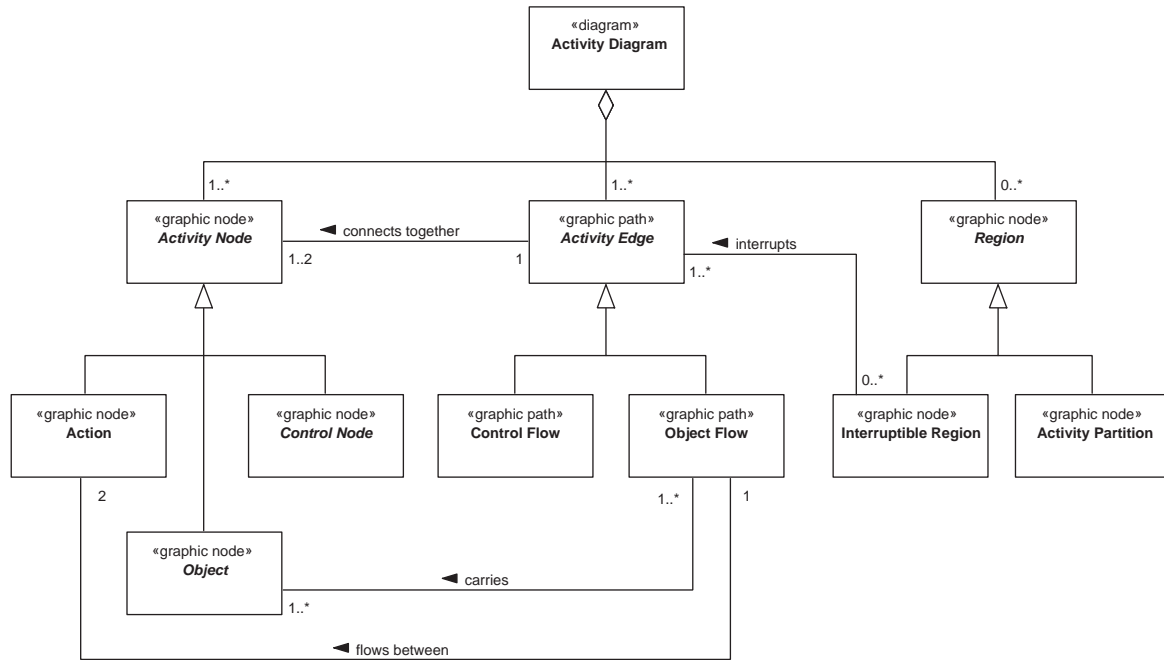 «diagram»
Activity Diagram
1..*
1..*
0..*
«graphic node»
Activity Node
«graphic path»
Activity Edge
«graphic node»
Region
connects together
interrupts
1..2
1
1..*
0..*
«graphic node»
Action
«graphic node»
Control Node
«graphic path»
Control Flow
«graphic path»
Object Flow
«graphic node»
Interruptible Region
«graphic node»
Activity Partition
2
1..*
1
«graphic node»
Object
carries
1..*
flows between